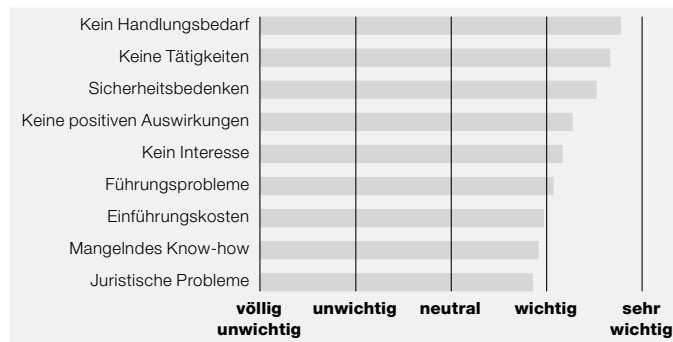 Kein Handlungsbedarf
Keine Tätigkeiten
Sicherheitsbedenken
Keine positiven Auswirkungen
Kein Interesse
Führungsprobleme
Einführungskosten
Mangelndes Know-how
Juristische Probleme
völlig unwichtig neutral wichtig sehr
unwichtig wichtig